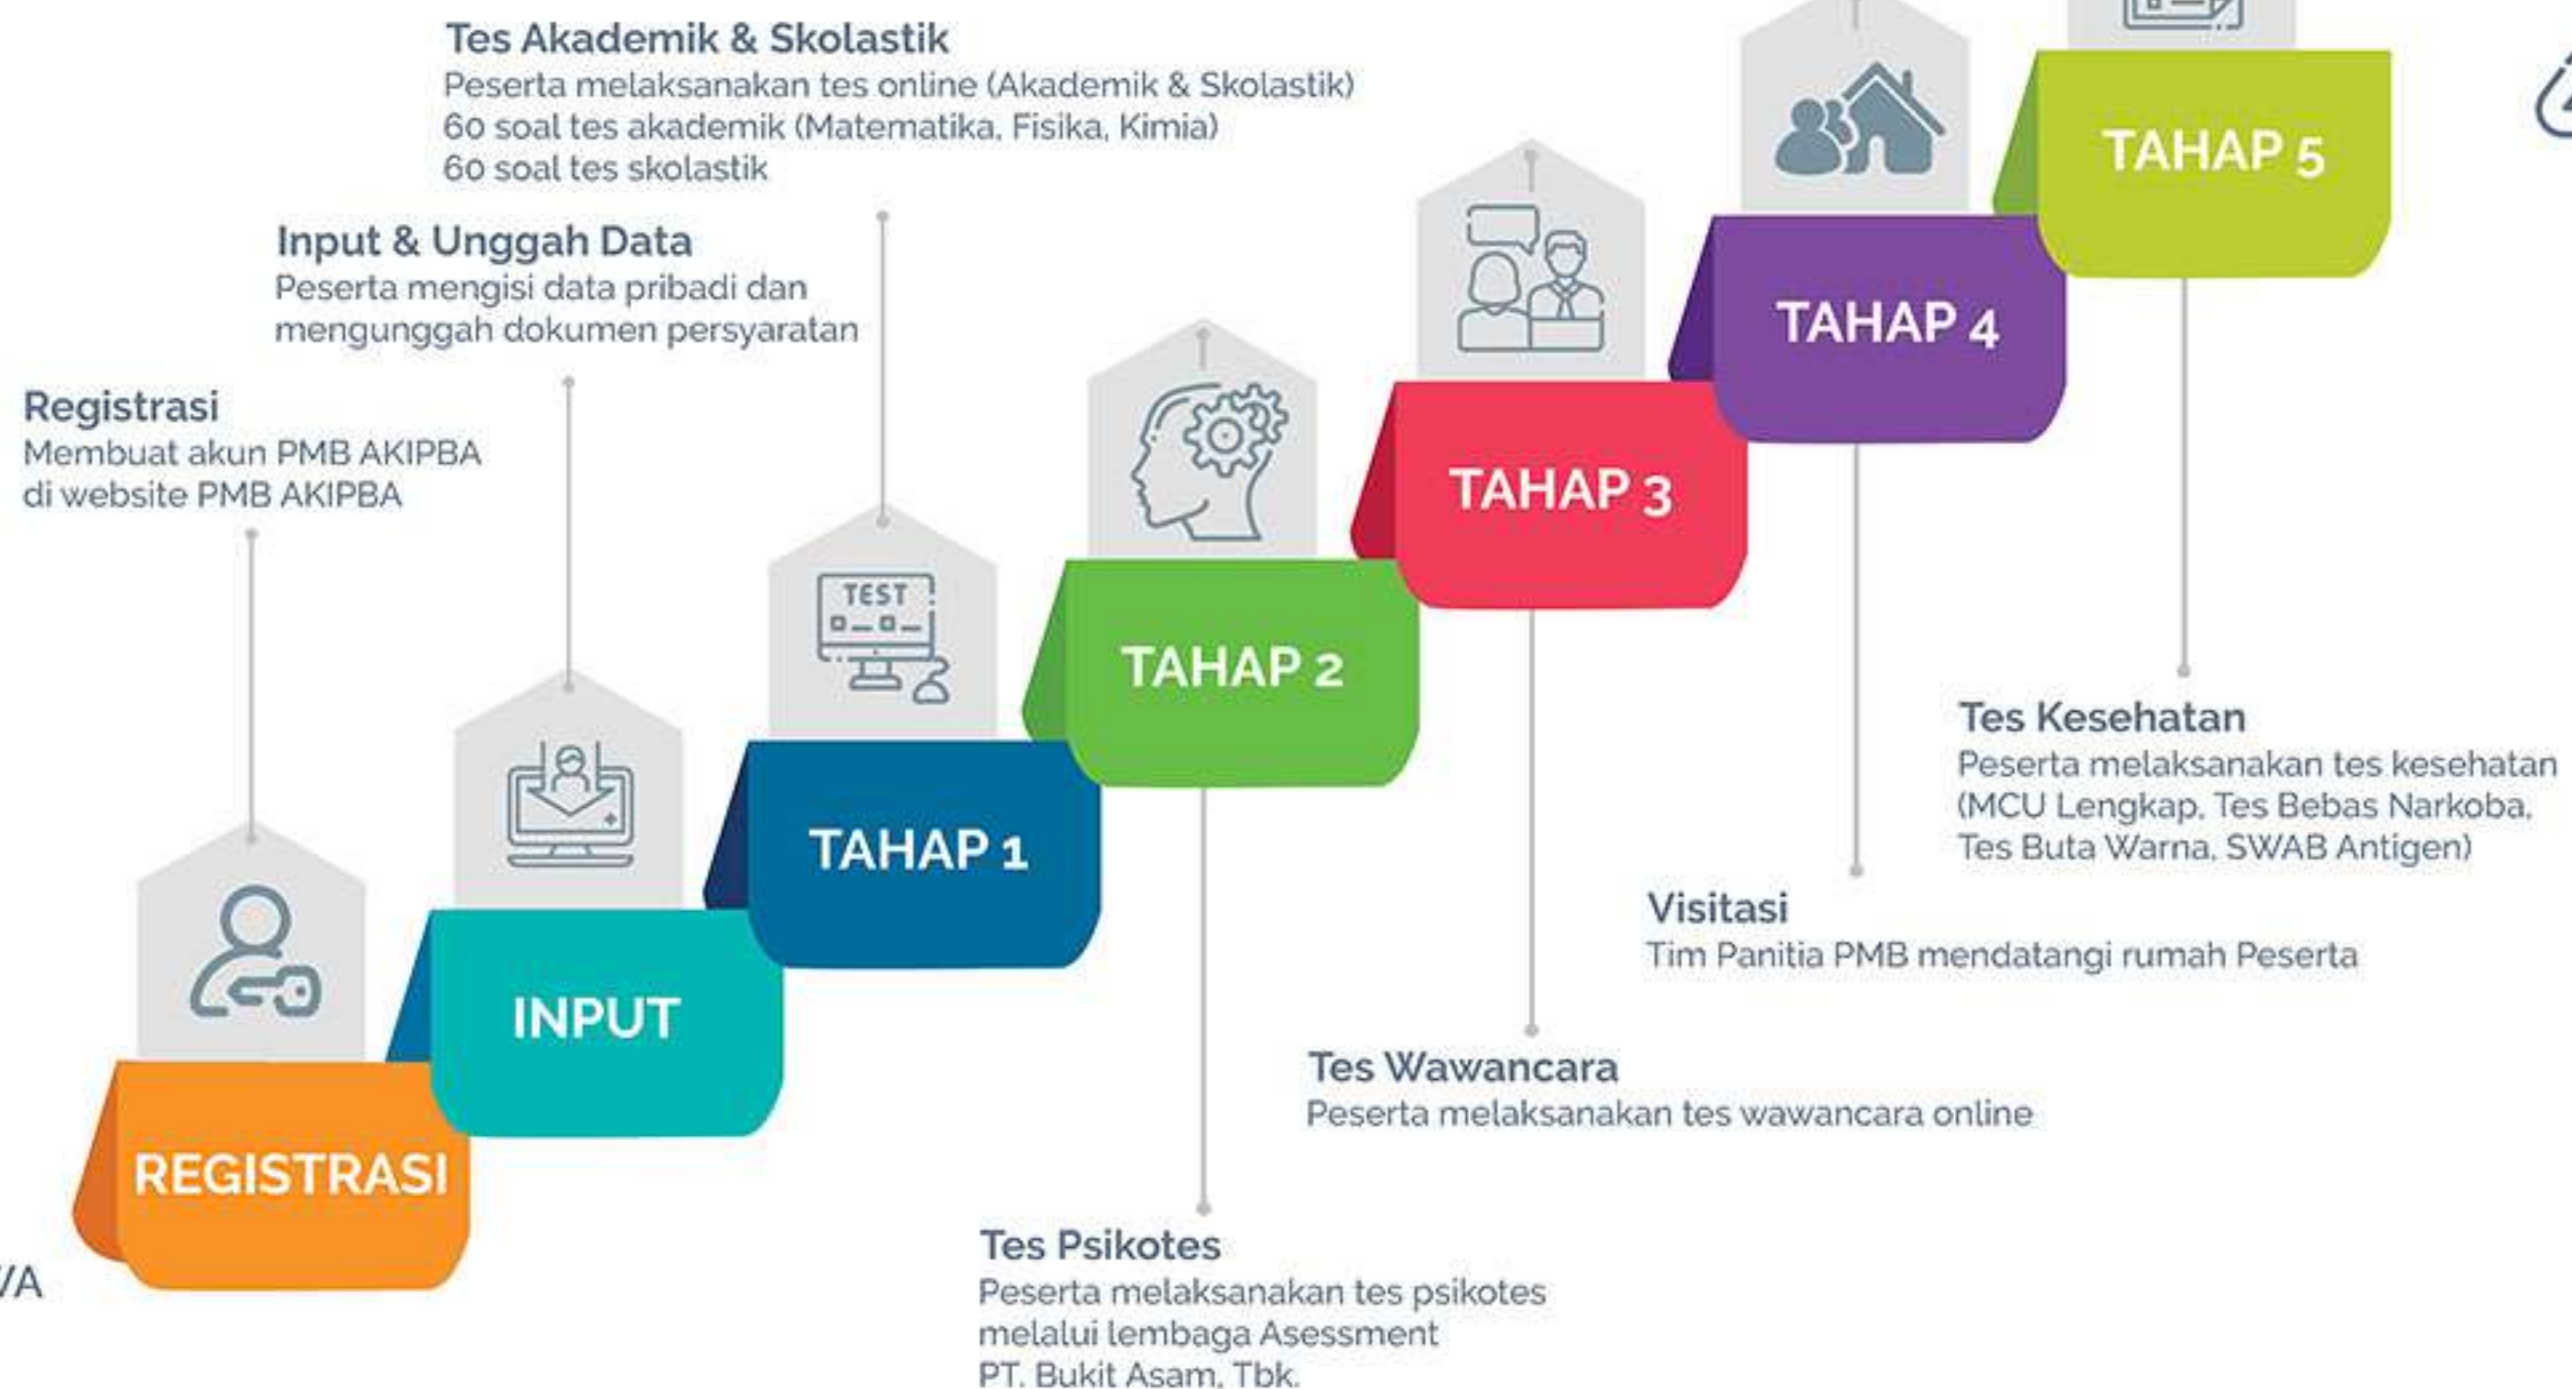 Tes Akademik & Skolastik
Peserta melaksanakan tes online (Akademik & Skolastik)
60 soal tes akademik (Matematika, Fisika, Kimia)
60 soal tes skolastik
Input & Unggah Data
Peserta mengisi data pribadi dan
mengunggah dokumen persyaratan
Registrasi
Membuat akun PMB AKIPBA
di website PMB AKIPBA
TAHAP 5
TAHAP 4
TAHAP 3
TAHAP 2
TEST
TAHAP 1
INPUT
REGISTRASI
Tes Kesehatan
Peserta melaksanakan tes kesehatan
(MCU Lengkap, Tes Bebas Narkoba,
Tes Buta Warna, SWAB Antigen)
Visitasi
Tim Panitia PMB mendatangi rumah Peserta
Tes Wawancara
Peserta melaksanakan tes wawancara online
Tes Psikotes
Peserta melaksanakan tes psikotes
melalui lembaga Asessment
PT. Bukit Asam, Tbk.